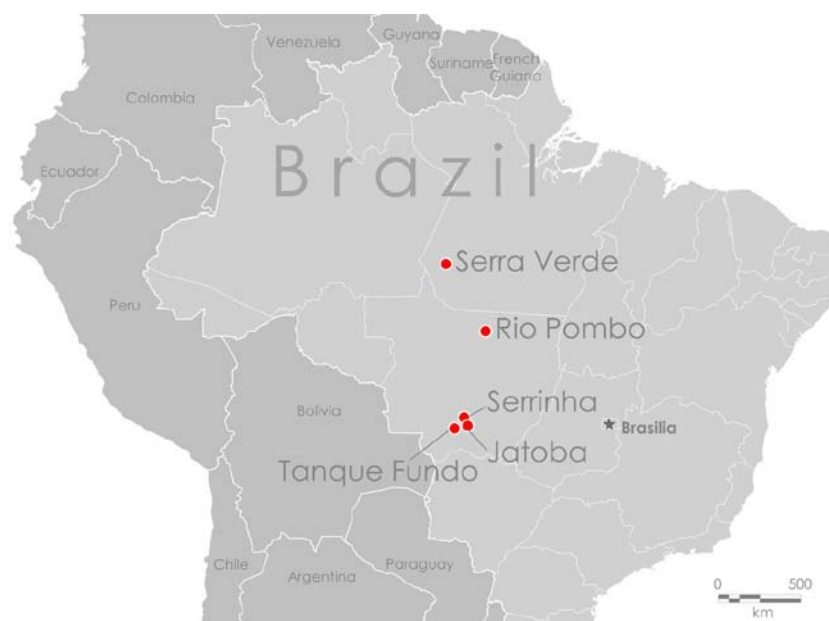 Guyana
Venezuela
Suriname
French
Guiana
Colombia
Brazil
Ecuador
Serra Verde
Peru
Rio Pombo
Serrinha
Bolivia
Brasilia
Jatoba
Tanque Fundo
Chile
Paraguay
Argentina
0 500
km